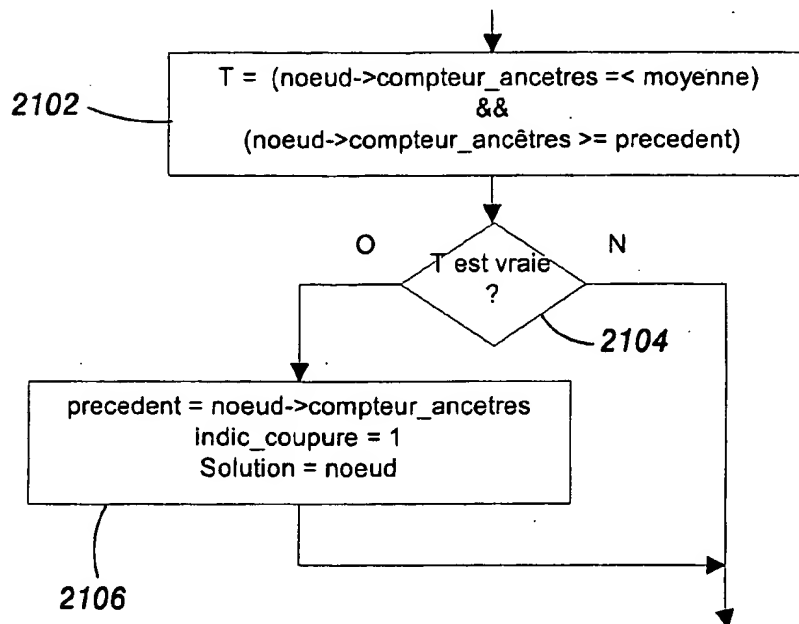 T = (noeud->compteur_ancetres =< moyenne)
&&
(noeud->compteur_ancêtres >= precedent)
2102
O
N
T est vraie
?
2104
precedent = noeud->compteur_ancetres
indic_coupure = 1
Solution = noeud
2106